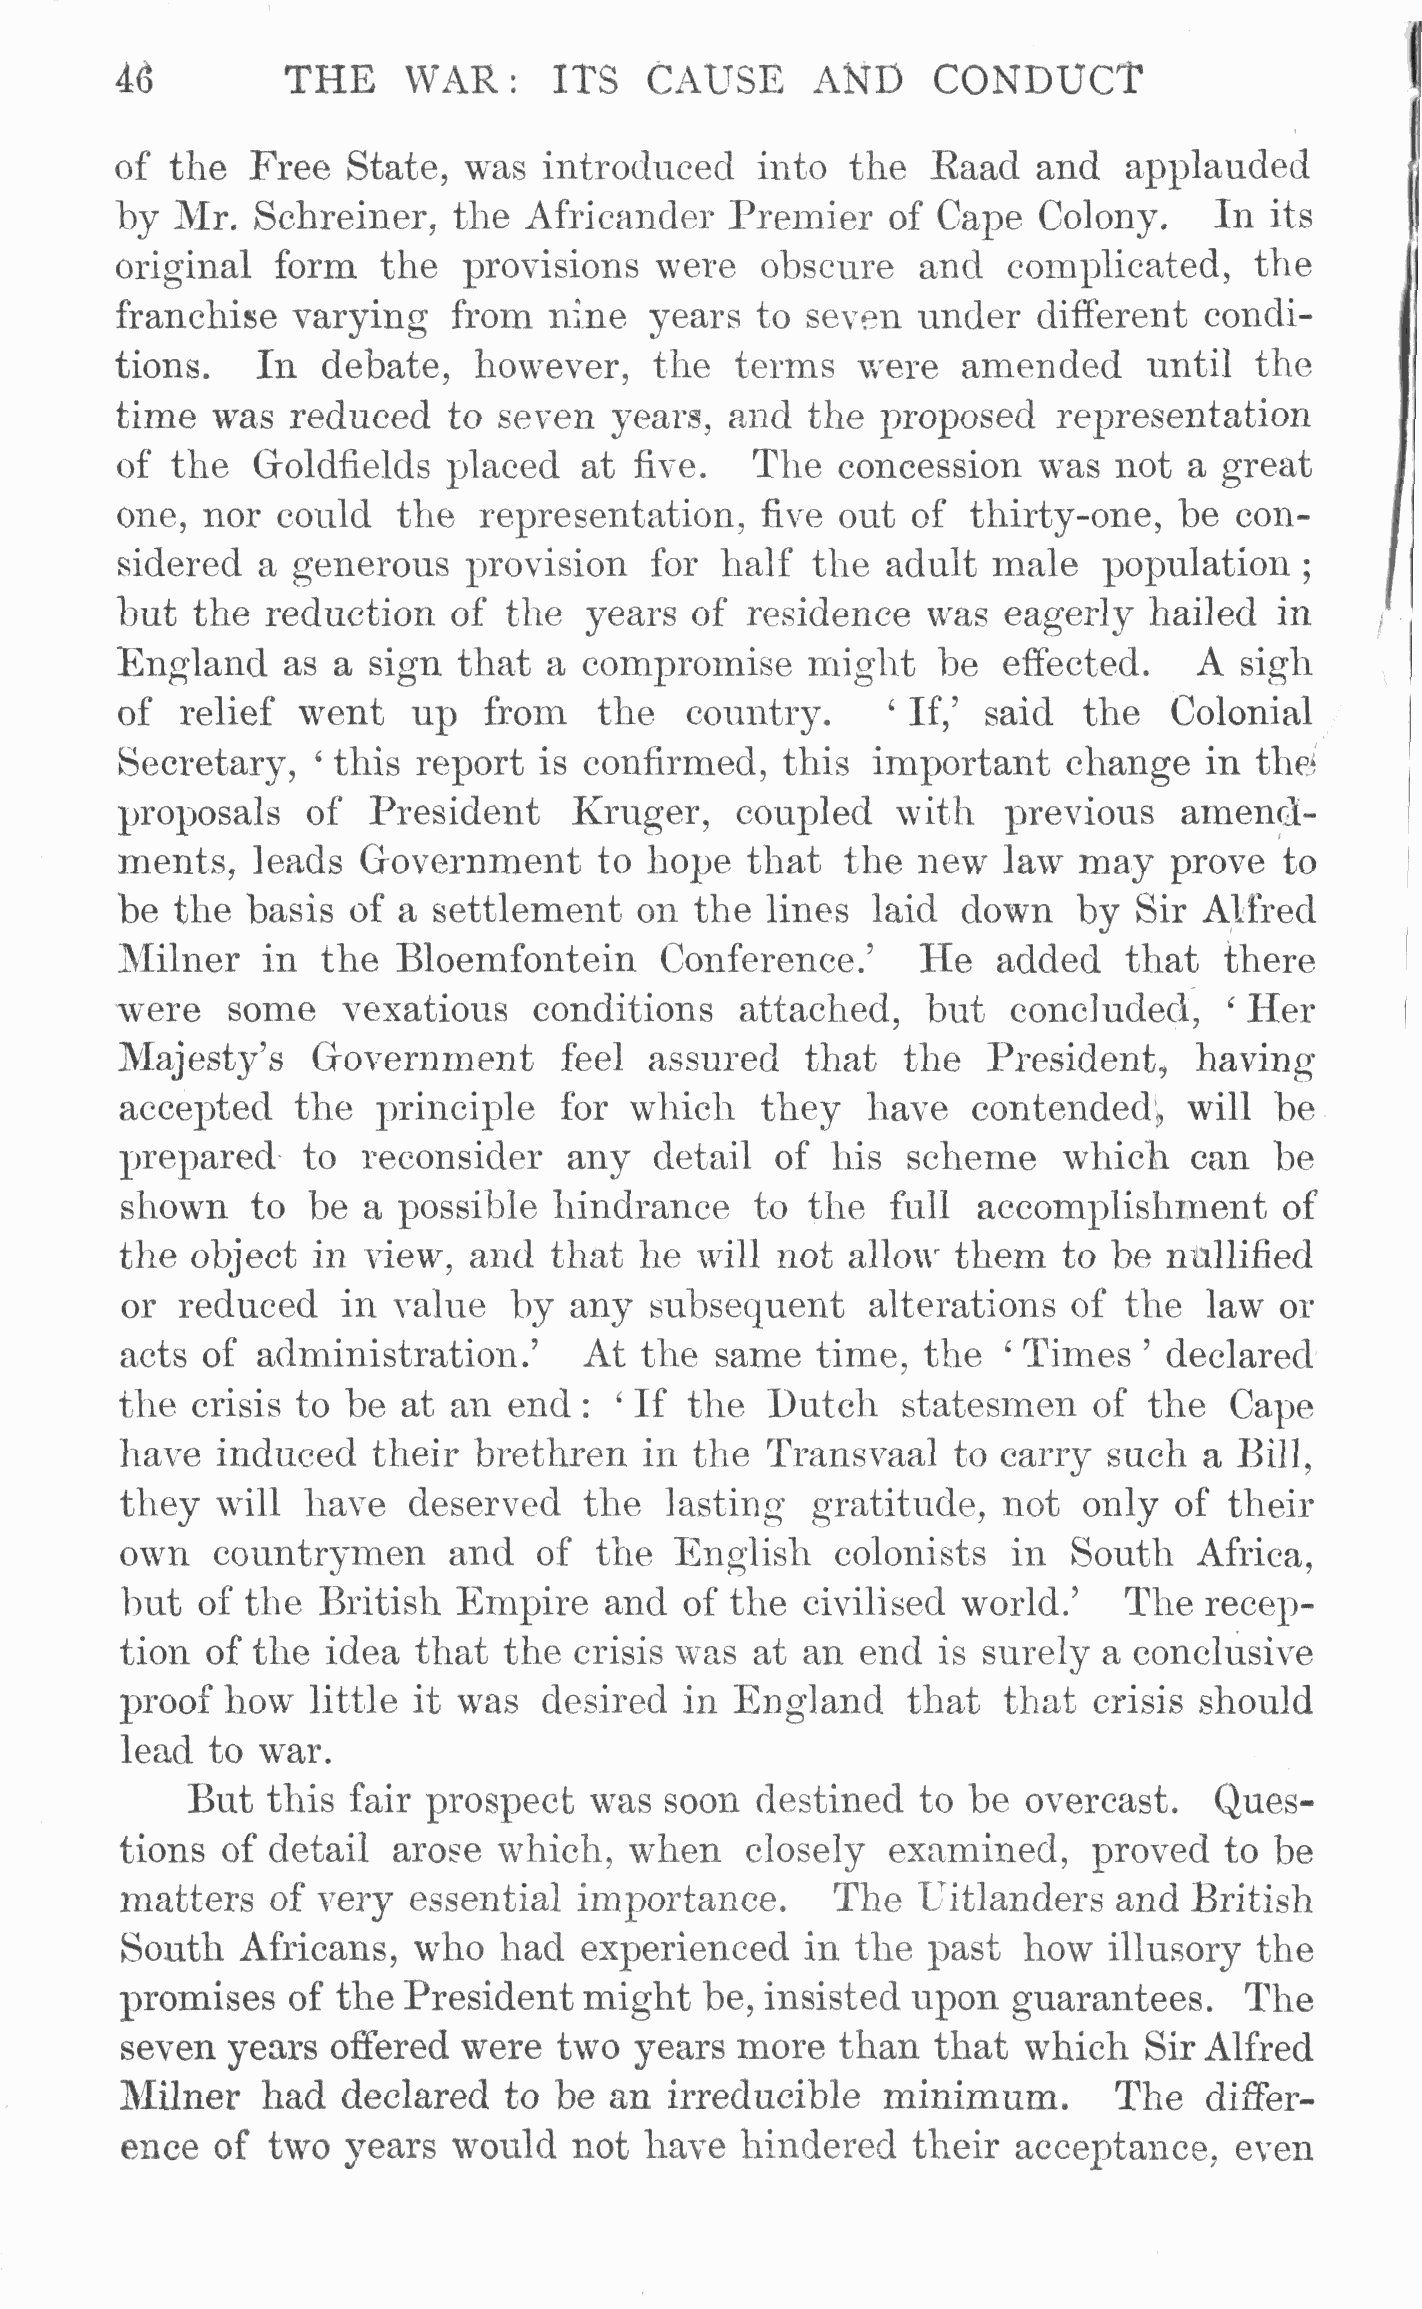 46 THE WAR: ITS CAUSE AND CONDUCT
of the Free State, was introduced into the Raad and applauded
by Mr. Schreiner, the Africander Premier of Cape Colony. In its
original form the provisions were obscure and complicated, the
franchise varying from nine years to seven under different condi-
tions. In debate, however, the terms were amended until the
time was reduced to seven years, and the proposed representation
of the Goldfields placed at five. The concession was not a great
one, nor could the representation, five out of thirty-one, be con-
sidered a generous provision for half the adult male population ;
but the reduction of the years of residence was eagerly hailed in
England as a sign that a compromise might be effected. A sigh
of relief went up from the country. ‘ If,’ said the Colonial
Secretary, ‘ this report is confirmed, this important change in the
proposals of President Kruger, coupled with previous amend-
ments, leads Government to hope that the new law may prove to
be the basis of a settlement on the lines laid down by Sir Alfred
Milner in the Bloemfontein Conference.’ He added that there
were some vexatious conditions attached, but concluded, ‘ Her
Majesty’s Government feel assured that the President, having
accepted the principle for which they have contended, will be
prepared to reconsider any detail of his scheme which can be
shown to be a possible hindrance to the full accomplishment of
the object in view, and that he will not allow them to be nullified
or reduced in value by any subsequent alterations of the law or
acts of administration.’ At the same time, the ‘ Times ’ declared
the crisis to be at an end : ‘ If the Dutch statesmen of the Cape
have induced their brethren in the Transvaal to carry such a Bill,
they will have deserved the lasting gratitude, not only of their
own countrymen and of the English colonists in South Africa,
but of the British Empire and of the civilised world.’ The recep-
tion of the idea that the crisis was at an end is surely a conclusive
proof how little it was desired in England that that crisis should
lead to war.
But this fair prospect was soon destined to be overcast. Ques-
tions of detail arose which, when closely examined, proved to be
matters of very essential importance. The Uitlanders and British
South Africans, who had experienced in the past how illusory the
promises of the President might be, insisted upon guarantees. The
seven years offered were two years more than that which Sir Alfred
Milner had declared to be an irreducible minimum. The differ-
ence of two years would not have hindered their acceptance, even